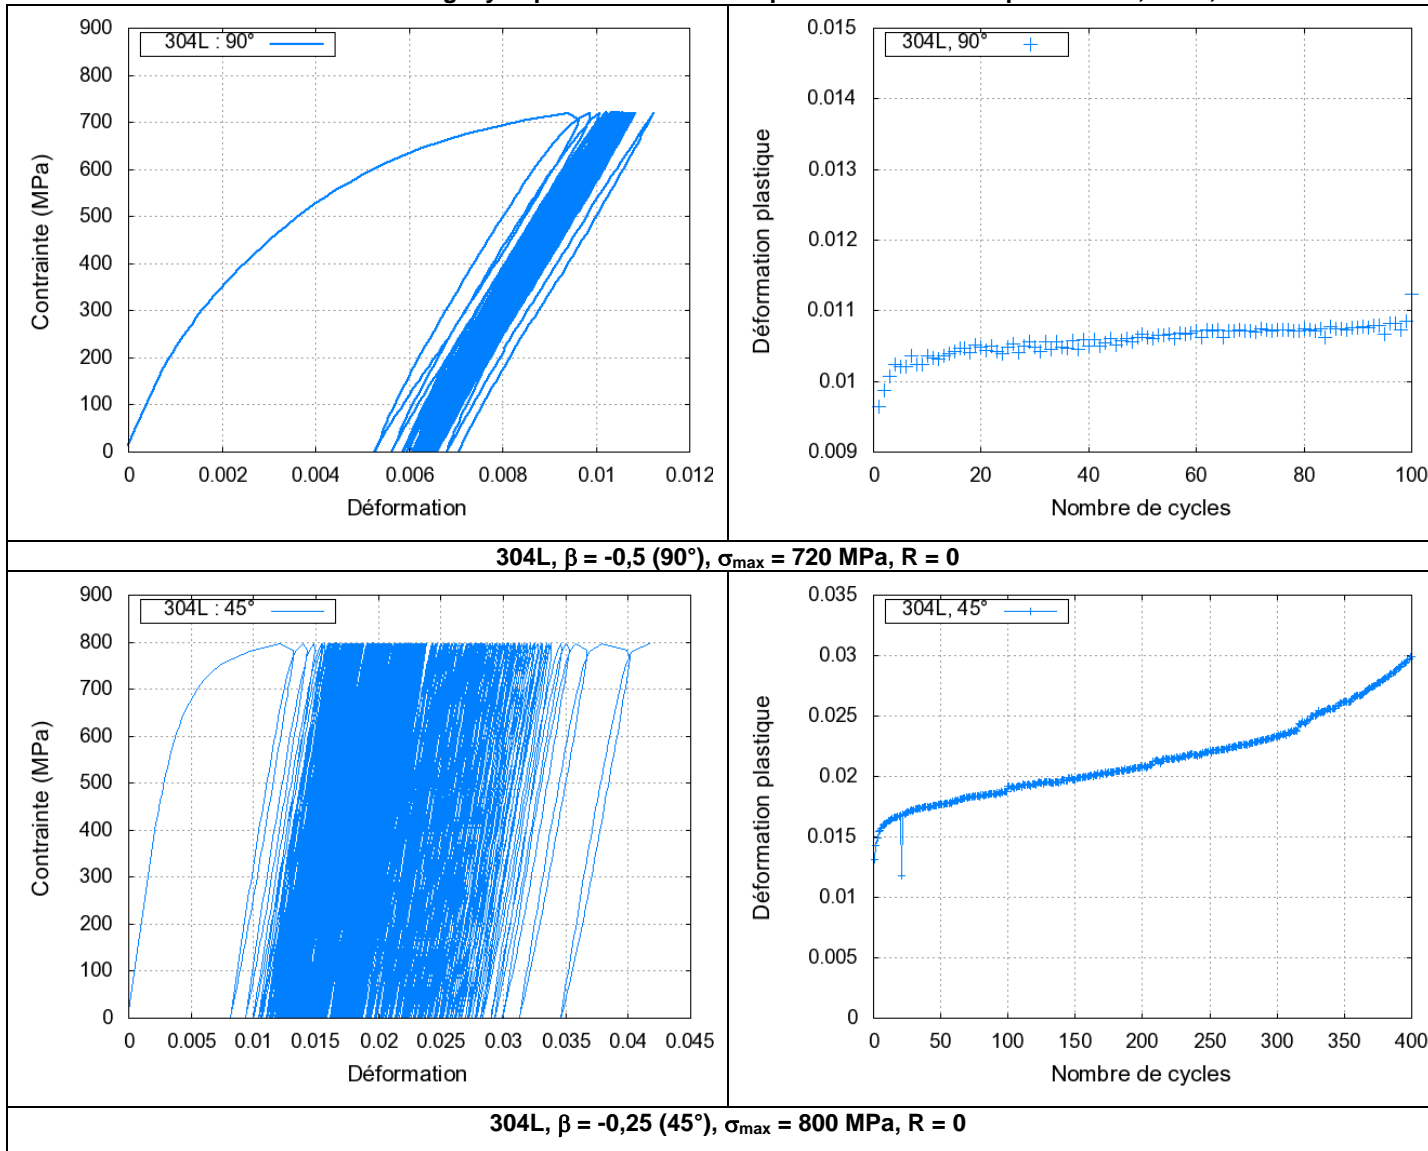 900
800
700
600
500
400
300
200
100
0
Contrainte (MPa)
304L : 90°
0 0.002 0.004 0.006 0.008 0.01 0.012
Déformation
0.015
0.014
0.013
0.012
0.011
0.01
0.009
Déformation plastique
304L, 90°
0 20 40 60 80 100
Nombre de cycles
304L, β = -0,5 (90°), σmax = 720 MPa, R = 0
900
800
700
600
500
400
300
200
100
0
Contrainte (MPa)
304L : 45°
0 0.005 0.01 0.015 0.02 0.025 0.03 0.035 0.04 0.045
Déformation
0.035
0.03
0.025
0.02
0.015
0.01
0.005
0
Déformation plastique
304L, 45°
0 50 100 150 200 250 300 350 400
Nombre de cycles
304L, β = -0,25 (45°), σmax = 800 MPa, R = 0